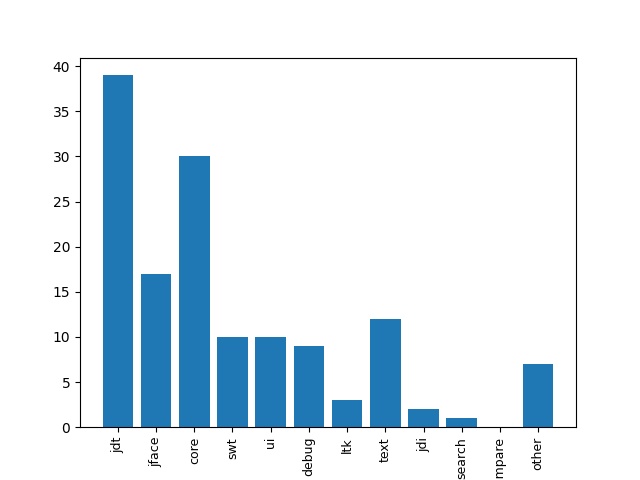 40
35
30
25
20
15
10
5
0
jdt
jface
core
swt
ui
debug
ltk
text
jdi
search
mpare
other